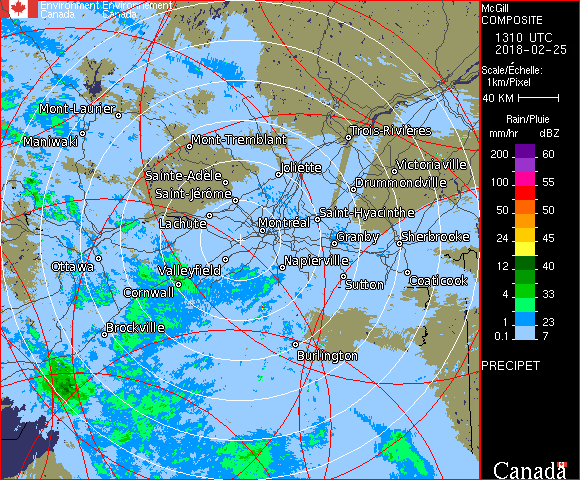 Environment Environnement
Canada Canada
Mont-Laurier
Maniwaki
Mont-Tremblant
Trois-Rivières
Joliette
Victoriaville
Sainte-Adèle
Drummondville
Saint-Jérôme
Lachute
Saint-Hyacinthe
Montréal
Granby
Sherbrooke
Ottawa
Valleyfield
Napierville
Coaticook
Cornwall
Sutton
Brockville
Burlington
McGill
COMPOSITE
1310 UTC
2018-02-25
Scale/Échelle:
1km/Pixel
40 KM
Rain/Pluie
mm/hr dBZ
200 60
100 55
50 50
24 45
12 40
4 33
1 23
0.1 7
PRECIPET
Canada